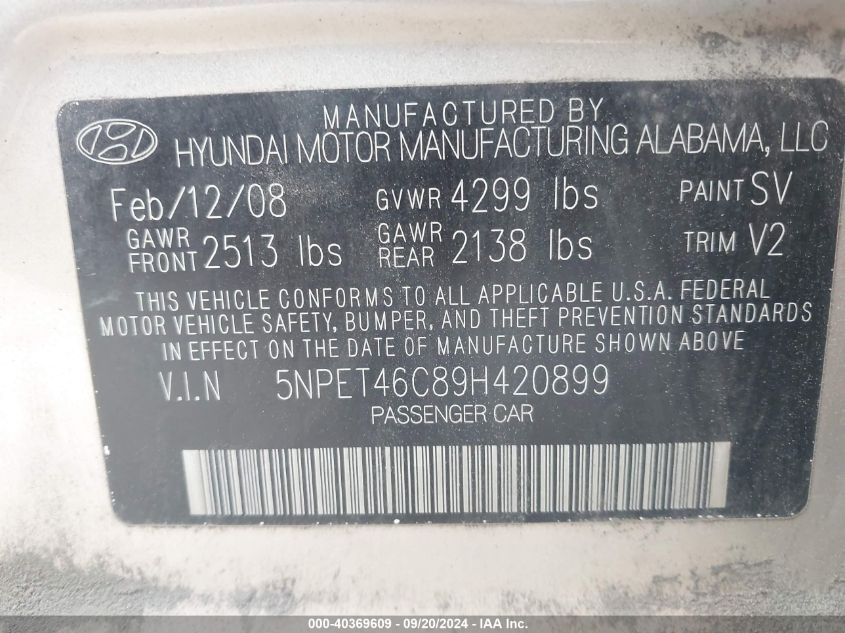 MANUFACTURED BY
HYUNDAI MOTOR MANUFACTURING ALABAMA, LLC
Feb/12/08 GVWR 4299 lbs PAINT SV
GAWR FRONT 2513 lbs GAWR REAR 2138 lbs TRIM V2
THIS VEHICLE CONFORMS TO ALL APPLICABLE U.S.A. FEDERAL
MOTOR VEHICLE SAFETY, BUMPER, AND THEFT PREVENTION STANDARDS
IN EFFECT ON THE DATE OF MANUFACTURE SHOWN ABOVE
V.I.N 5NPET46C89H420899
PASSENGER CAR
000-40369609 - 09/20/2024 - IAA Inc.